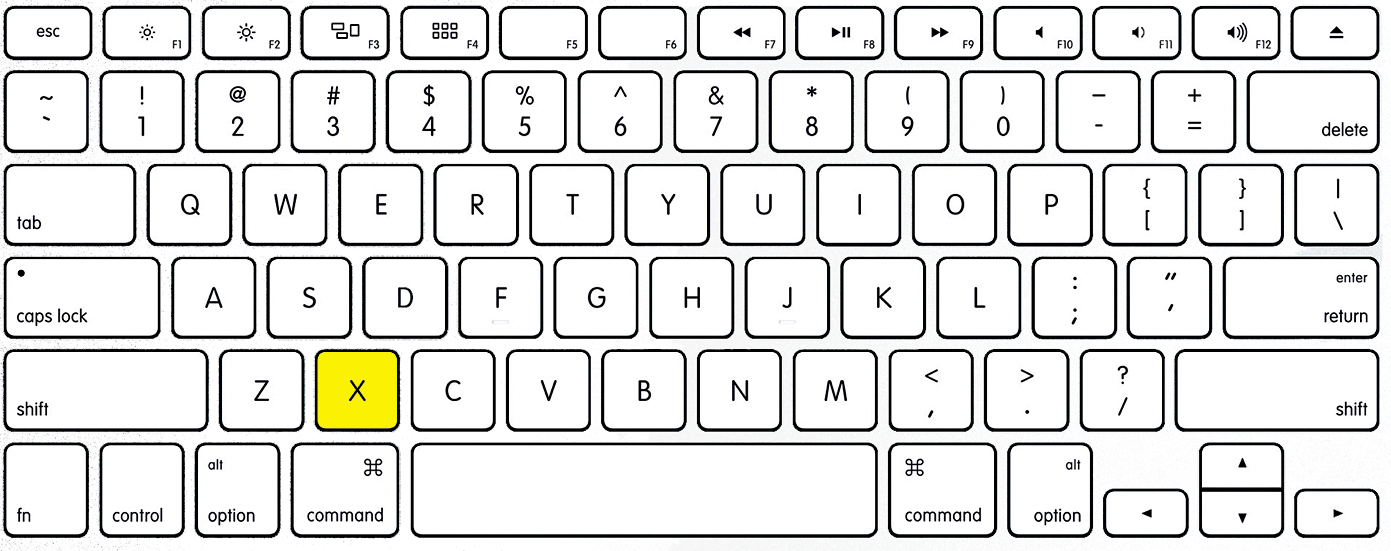 esc F1 F2 F3 F4 F5 F6 F7 F8 F9 F10 F11 F12
~ ! @ # $ % ^ & * ( ) – +
` 1 2 3 4 5 6 7 8 9 0 - = delete
tab Q W E R T Y U I O P { [ } ] | \
caps lock A S D F G H J K L : ; " ' enter return
shift Z X C V B N M < , > . ? / shift
fn control alt option ⌘ command ⌘ command alt option